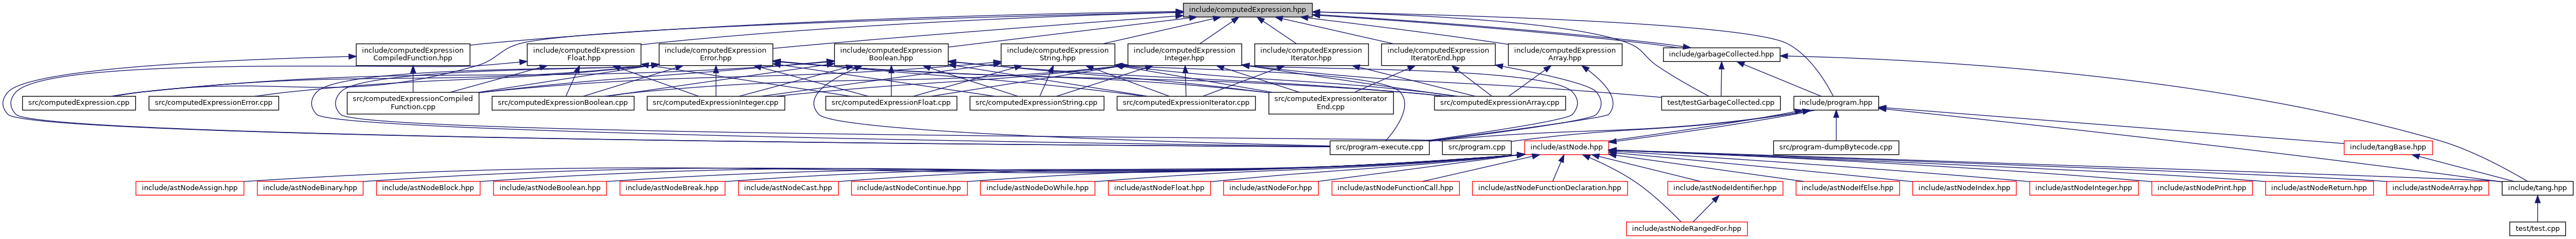 include/computedExpression.hpp
include/computedExpression
CompiledFunction.hpp
include/computedExpression
Float.hpp
include/computedExpression
Error.hpp
include/computedExpression
Boolean.hpp
include/computedExpression
String.hpp
include/computedExpression
Integer.hpp
include/computedExpression
Iterator.hpp
include/computedExpression
IteratorEnd.hpp
include/computedExpression
Array.hpp
include/garbageCollected.hpp
src/computedExpression.cpp
src/computedExpressionError.cpp
src/computedExpressionCompiled
Function.cpp
src/computedExpressionBoolean.cpp
src/computedExpressionInteger.cpp
src/computedExpressionFloat.cpp
src/computedExpressionString.cpp
src/computedExpressionIterator.cpp
src/computedExpressionIterator
End.cpp
src/computedExpressionArray.cpp
test/testGarbageCollected.cpp
include/program.hpp
src/program-execute.cpp
src/program.cpp
include/astNode.hpp
src/program-dumpBytecode.cpp
include/tangBase.hpp
include/astNodeAssign.hpp
include/astNodeBinary.hpp
include/astNodeBlock.hpp
include/astNodeBoolean.hpp
include/astNodeBreak.hpp
include/astNodeCast.hpp
include/astNodeContinue.hpp
include/astNodeDoWhile.hpp
include/astNodeFloat.hpp
include/astNodeFor.hpp
include/astNodeFunctionCall.hpp
include/astNodeFunctionDeclaration.hpp
include/astNodeIdentifier.hpp
include/astNodeIfElse.hpp
include/astNodeIndex.hpp
include/astNodeInteger.hpp
include/astNodePrint.hpp
include/astNodeReturn.hpp
include/astNodeArray.hpp
include/tang.hpp
include/astNodeRangedFor.hpp
test/test.cpp